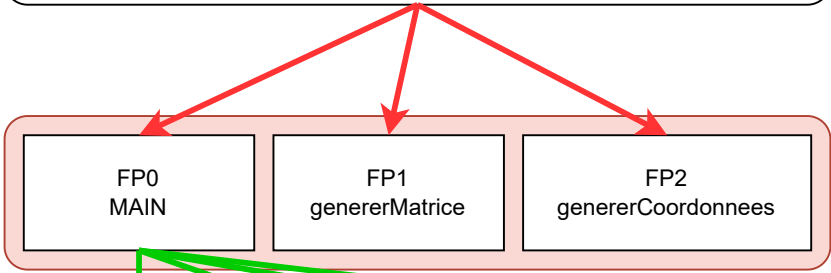 FP0
MAIN
FP1
genererMatrice
FP2
genererCoordonnees